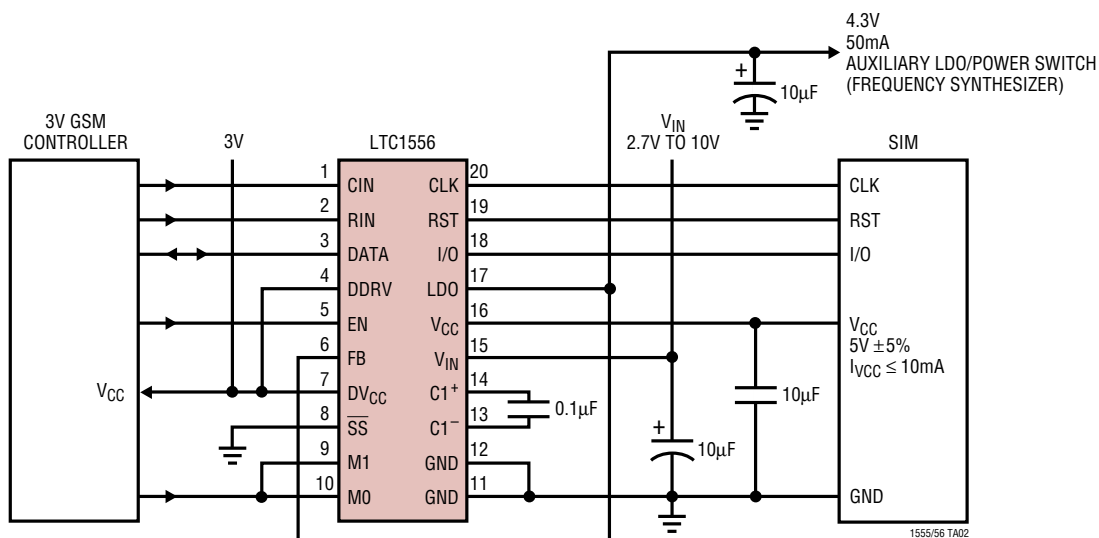 4.3V
50mA
AUXILIARY LDO/POWER SWITCH
(FREQUENCY SYNTHESIZER)
+
10µF
3V GSM
CONTROLLER
3V
LTC1556
VIN
2.7V TO 10V
SIM
1
CIN
CLK
20
CLK
2
RIN
RST
19
RST
3
DATA
I/O
18
I/O
4
DDRV
LDO
17
5
EN
VCC
16
VCC
5V ±5%
IVCC ≤ 10mA
6
FB
VIN
15
VCC
7
DVCC
C1+
14
0.1µF
10µF
8
S̅S̅
C1−
13
+
10µF
9
M1
GND
12
10
M0
GND
11
GND
1555/56 TA02